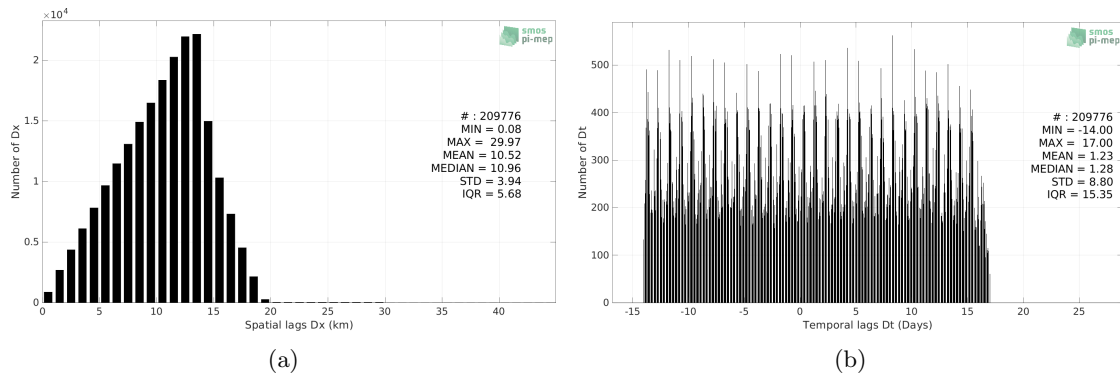 ×10⁴
2
1.5
1
0.5
0
Number of Dx
0 5 10 15 20 25 30 35 40
Spatial lags Dx (km)
smos
pi-mep
# : 209776
MIN = 0.08
MAX = 29.97
MEAN = 10.52
MEDIAN = 10.96
STD = 3.94
IQR = 5.68
(a)
500
400
300
200
100
0
Number of Dt
-15 -10 -5 0 5 10 15 20 25
Temporal lags Dt (Days)
smos
pi-mep
# : 209776
MIN = -14.00
MAX = 17.00
MEAN = 1.23
MEDIAN = 1.28
STD = 8.80
IQR = 15.35
(b)